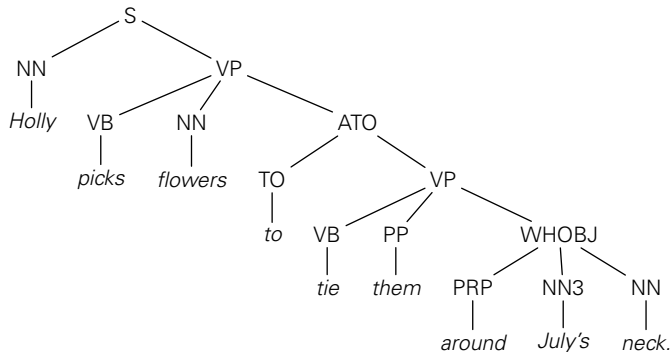 S
NN VP
Holly VB NN ATO
picks flowers TO VP
to VB PP WHOBJ
tie them PRP NN3 NN
around July's neck.